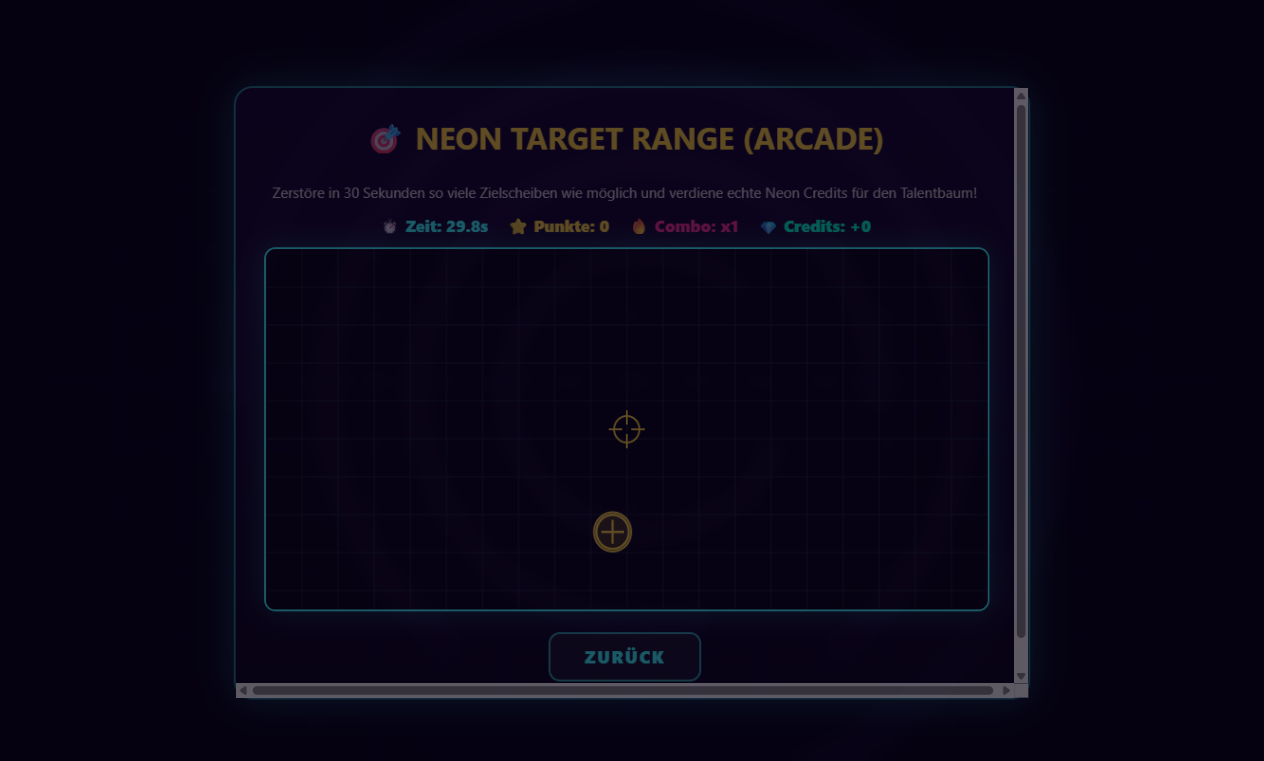 NEON TARGET RANGE (ARCADE)
Zerstöre in 30 Sekunden so viele Zielscheiben wie möglich und verdiene echte Neon Credits für den Talentbaum!
Zeit: 29.8s Punkte: 0 Combo: x1 Credits: +0
ZURÜCK